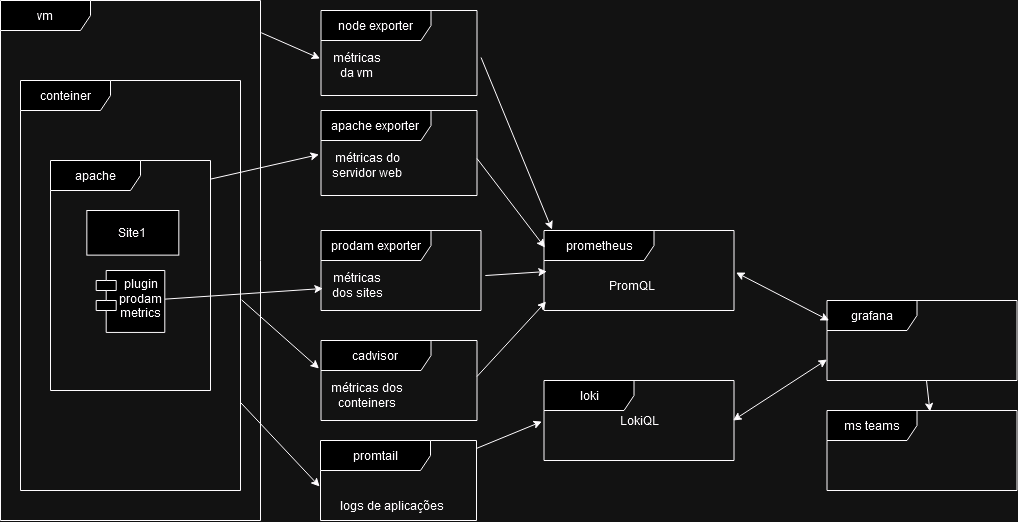 vm
conteiner
apache
Site1
plugin
prodam
metrics
node exporter
métricas
da vm
apache exporter
métricas do
servidor web
prodam exporter
métricas
dos sites
cadvisor
métricas dos
conteiners
promtail
logs de aplicações
prometheus
PromQL
loki
LokiQL
grafana
ms teams